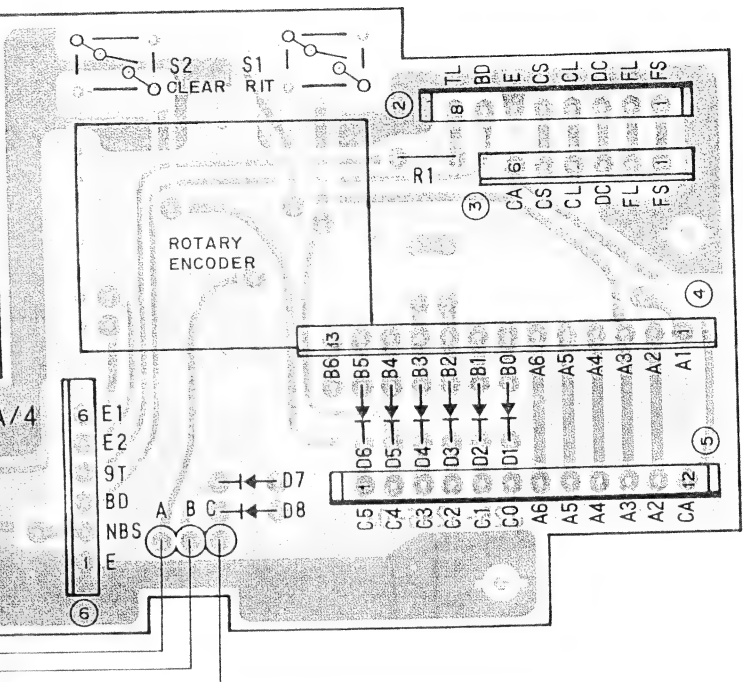 S2
CLEAR
S1
RIT
2
8
TL
BD
E
CS
CL
DC
FL
FS
1
R1
3
6
1
CA
CS
CL
DC
FL
FS
ROTARY
ENCODER
4
13
1
B6
B5
B4
B3
B2
B1
B0
A6
A5
A4
A3
A2
A1
D6
D5
D4
D3
D2
D1
5
1
12
C5
C4
C3
C2
C1
C0
A6
A5
A4
A3
A2
CA
A/4
6
E1
E2
9T
BD
NBS
1
E
6
D7
D8
A
B
C